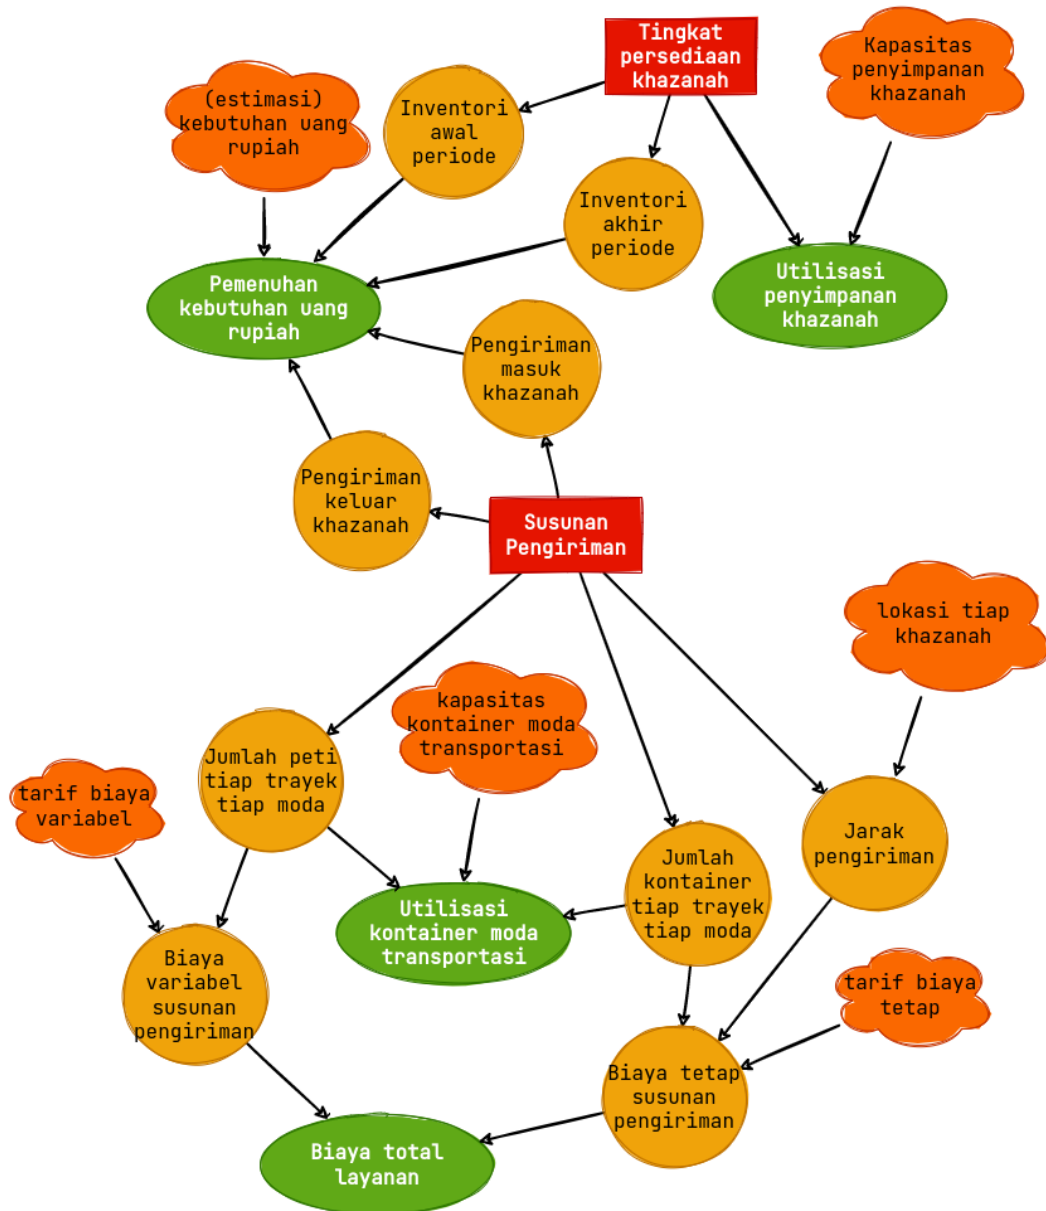 Tingkat
persediaan
khazanah
Kapasitas
penyimpanan
khazanah
(estimasi)
kebutuhan uang
rupiah
Inventori
awal
periode
Inventori
akhir
periode
Pemenuhan
kebutuhan uang
rupiah
Utilisasi
penyimpanan
khazanah
Pengiriman
masuk
khazanah
Pengiriman
keluar
khazanah
Susunan
Pengiriman
lokasi tiap
khazanah
kapasitas
kontainer moda
transportasi
Jumlah peti
tiap trayek
tiap moda
tarif biaya
variabel
Jarak
pengiriman
Jumlah
kontainer
tiap trayek
tiap moda
Utilisasi
kontainer moda
transportasi
Biaya
variabel
susunan
pengiriman
tarif biaya
tetap
Biaya tetap
susunan
pengiriman
Biaya total
layanan